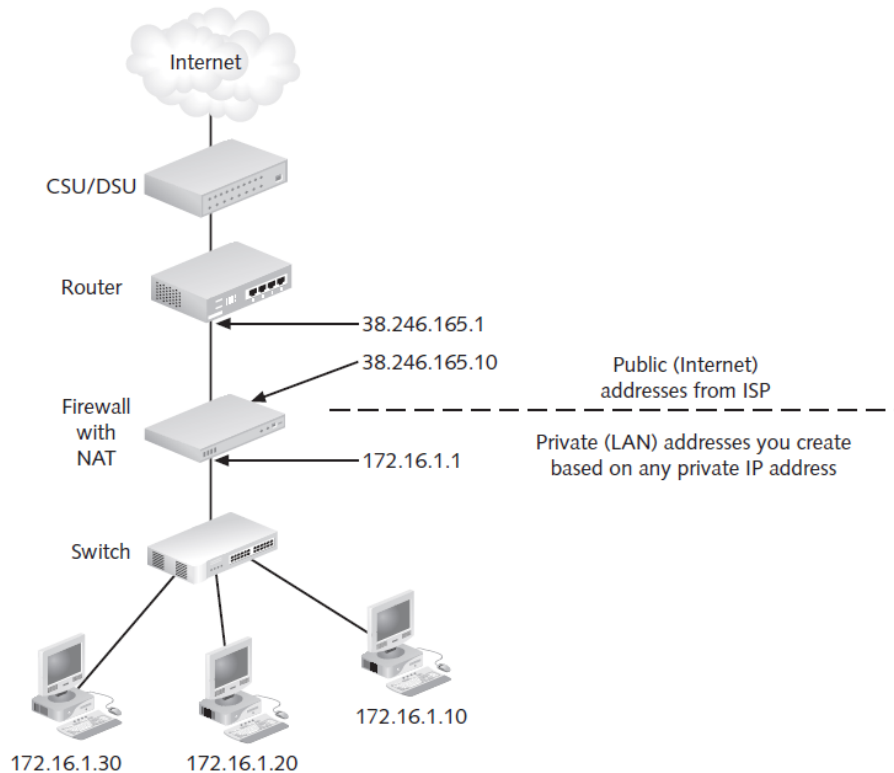 Internet
CSU/DSU
Router
38.246.165.1
38.246.165.10
Public (Internet)
addresses from ISP
Firewall
with
NAT
Private (LAN) addresses you create
based on any private IP address
172.16.1.1
Switch
172.16.1.10
172.16.1.30
172.16.1.20